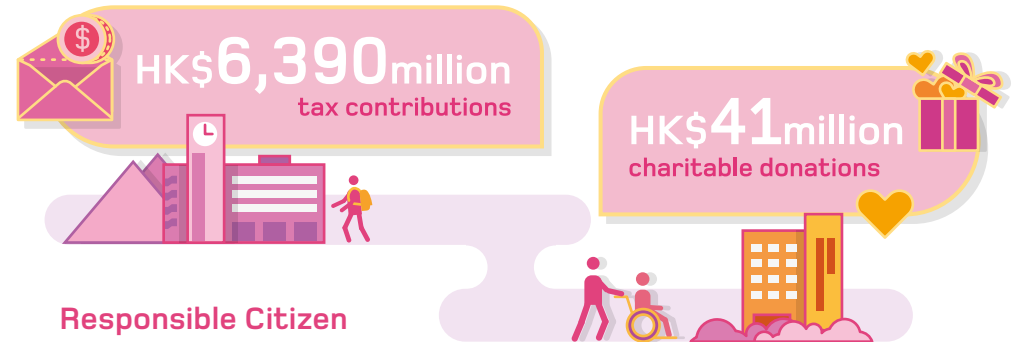 $
HK$6,390million
tax contributions
HK$41million
charitable donations
Responsible Citizen